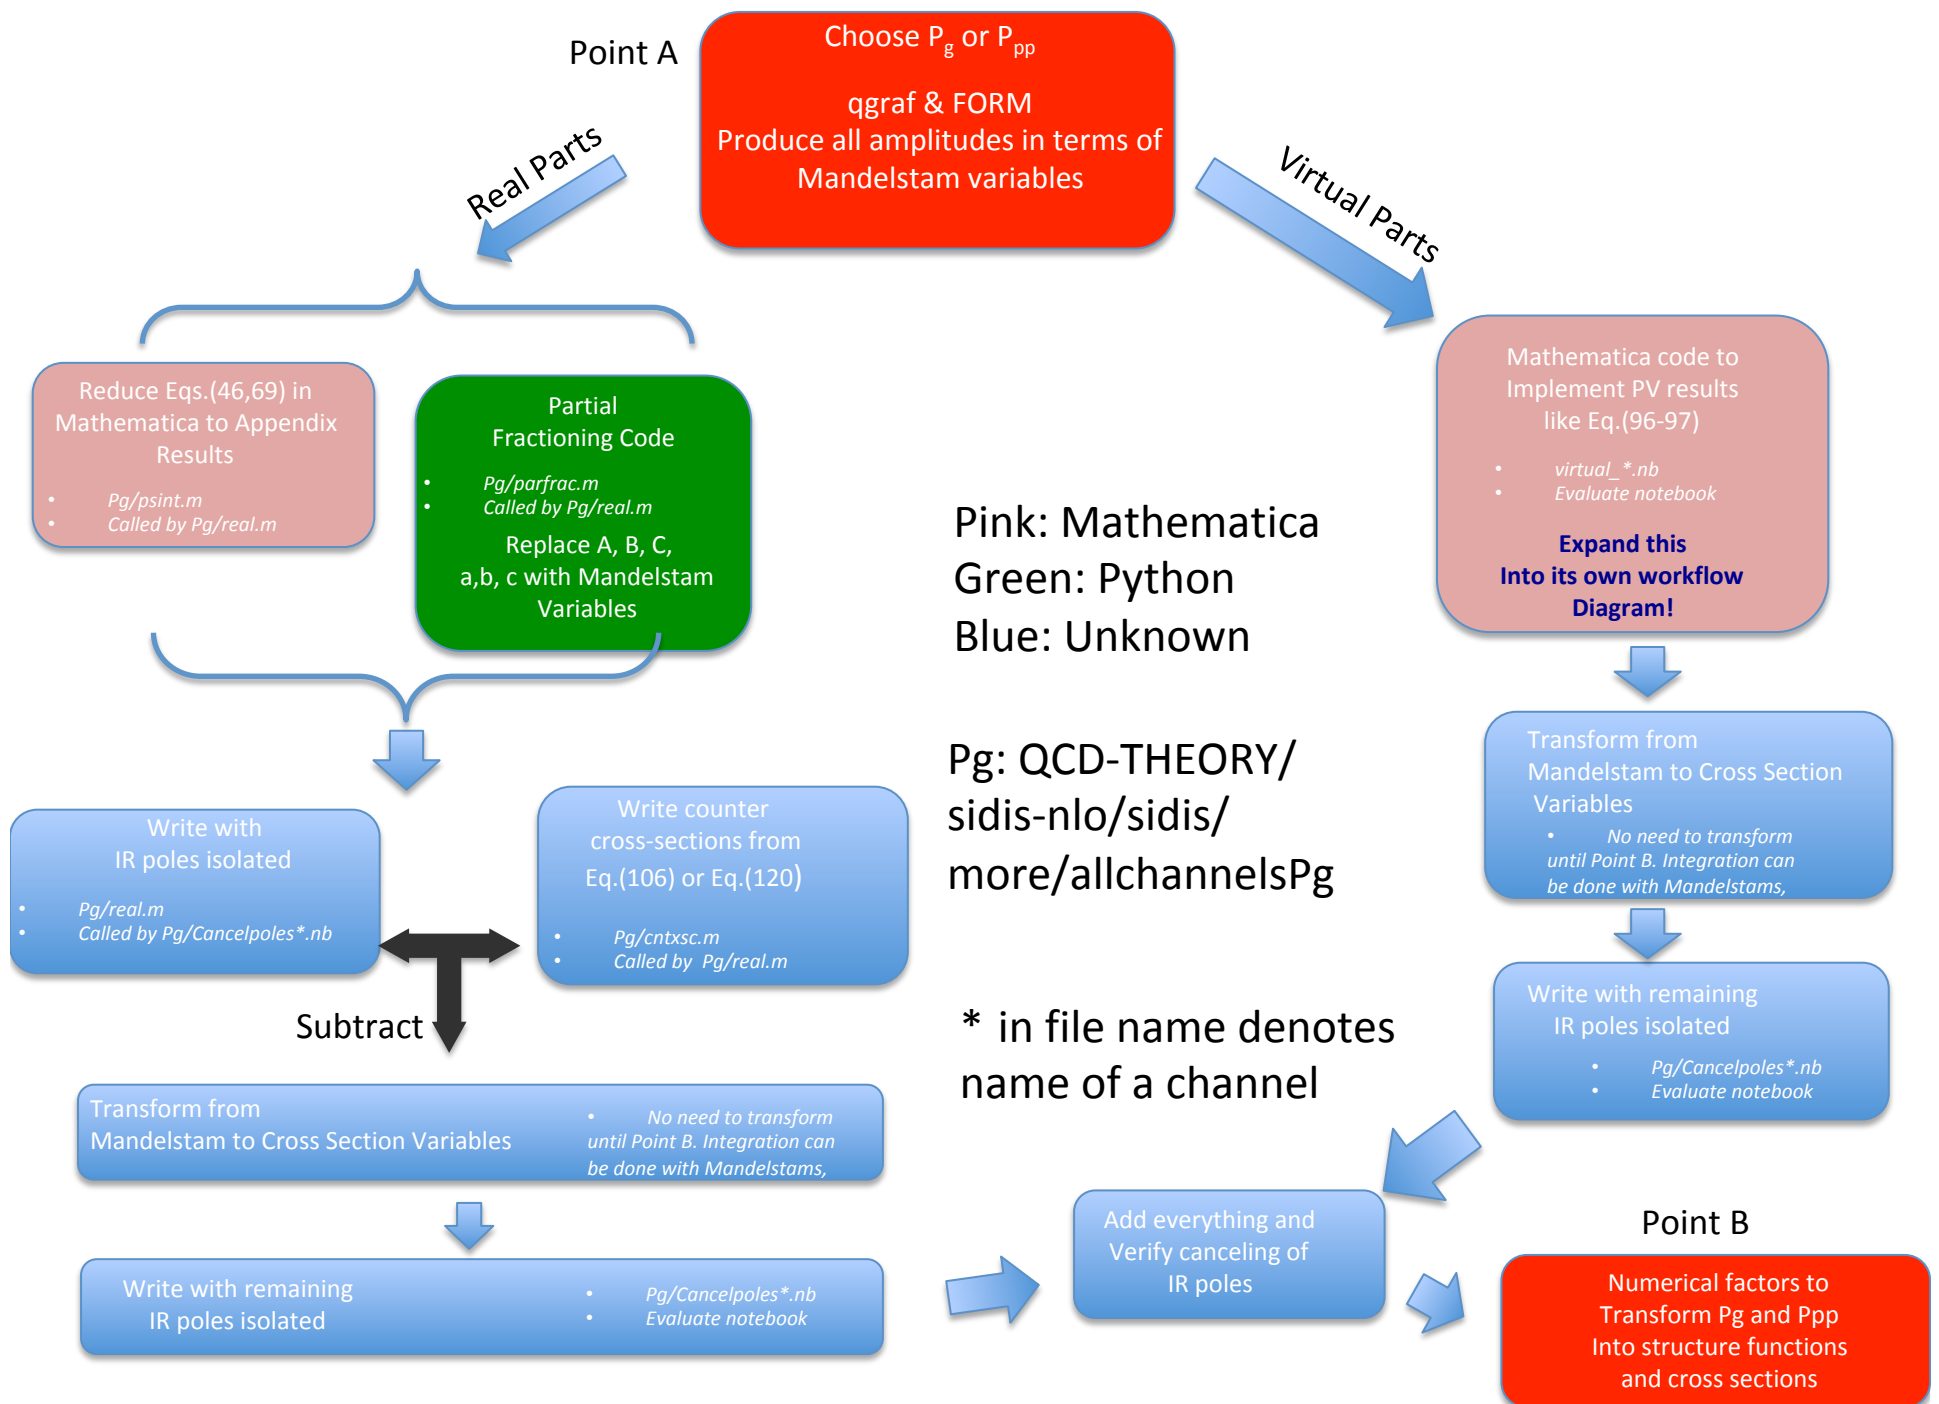 Point A
Choose Pg or Ppp
qgraf & FORM
Produce all amplitudes in terms of
Mandelstam variables
Real Parts
Virtual Parts
Reduce Eqs.(46,69) in
Mathematica to Appendix
Results
• Pg/psint.m
• Called by Pg/real.m
Partial
Fractioning Code
• Pg/parfrac.m
• Called by Pg/real.m
Replace A, B, C,
a,b, c with Mandelstam
Variables
Mathematica code to
Implement PV results
like Eq.(96-97)
• virtual_*.nb
• Evaluate notebook
Expand this
Into its own workflow
Diagram!
Pink: Mathematica
Green: Python
Blue: Unknown
Pg: QCD-THEORY/
sidis-nlo/sidis/
more/allchannelsPg
* in file name denotes
name of a channel
Write with
IR poles isolated
• Pg/real.m
• Called by Pg/Cancelpoles*.nb
Write counter
cross-sections from
Eq.(106) or Eq.(120)
• Pg/cntxsc.m
• Called by Pg/real.m
Subtract
Transform from
Mandelstam to Cross Section Variables
• No need to transform
until Point B. Integration can
be done with Mandelstams,
Write with remaining
IR poles isolated
• Pg/Cancelpoles*.nb
• Evaluate notebook
Transform from
Mandelstam to Cross Section
Variables
• No need to transform
until Point B. Integration can
be done with Mandelstams,
Write with remaining
IR poles isolated
• Pg/Cancelpoles*.nb
• Evaluate notebook
Add everything and
Verify canceling of
IR poles
Point B
Numerical factors to
Transform Pg and Ppp
Into structure functions
and cross sections